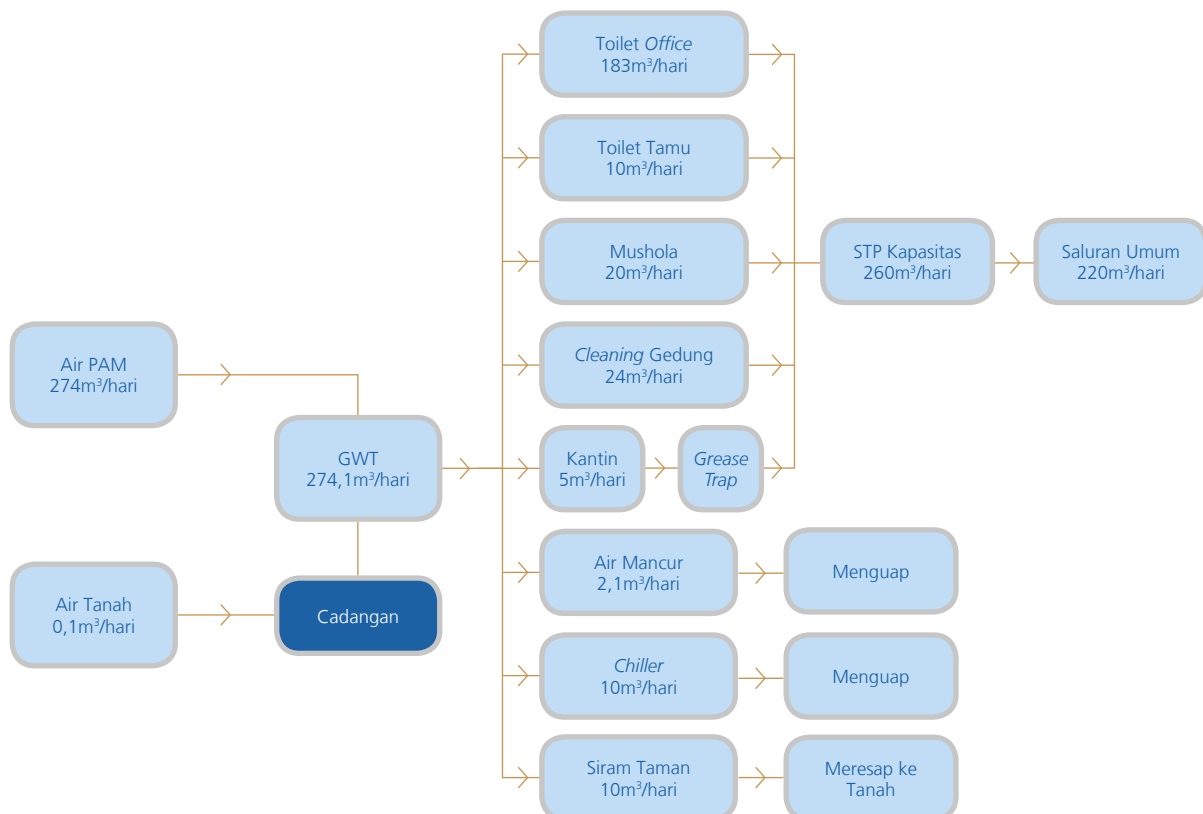 Air PAM
274m³/hari
Air Tanah
0,1m³/hari
GWT
274,1m³/hari
Cadangan
Toilet Office
183m³/hari
Toilet Tamu
10m³/hari
Mushola
20m³/hari
Cleaning Gedung
24m³/hari
Kantin
5m³/hari
Grease
Trap
Air Mancur
2,1m³/hari
Menguap
Chiller
10m³/hari
Menguap
Siram Taman
10m³/hari
Meresap ke
Tanah
STP Kapasitas
260m³/hari
Saluran Umum
220m³/hari